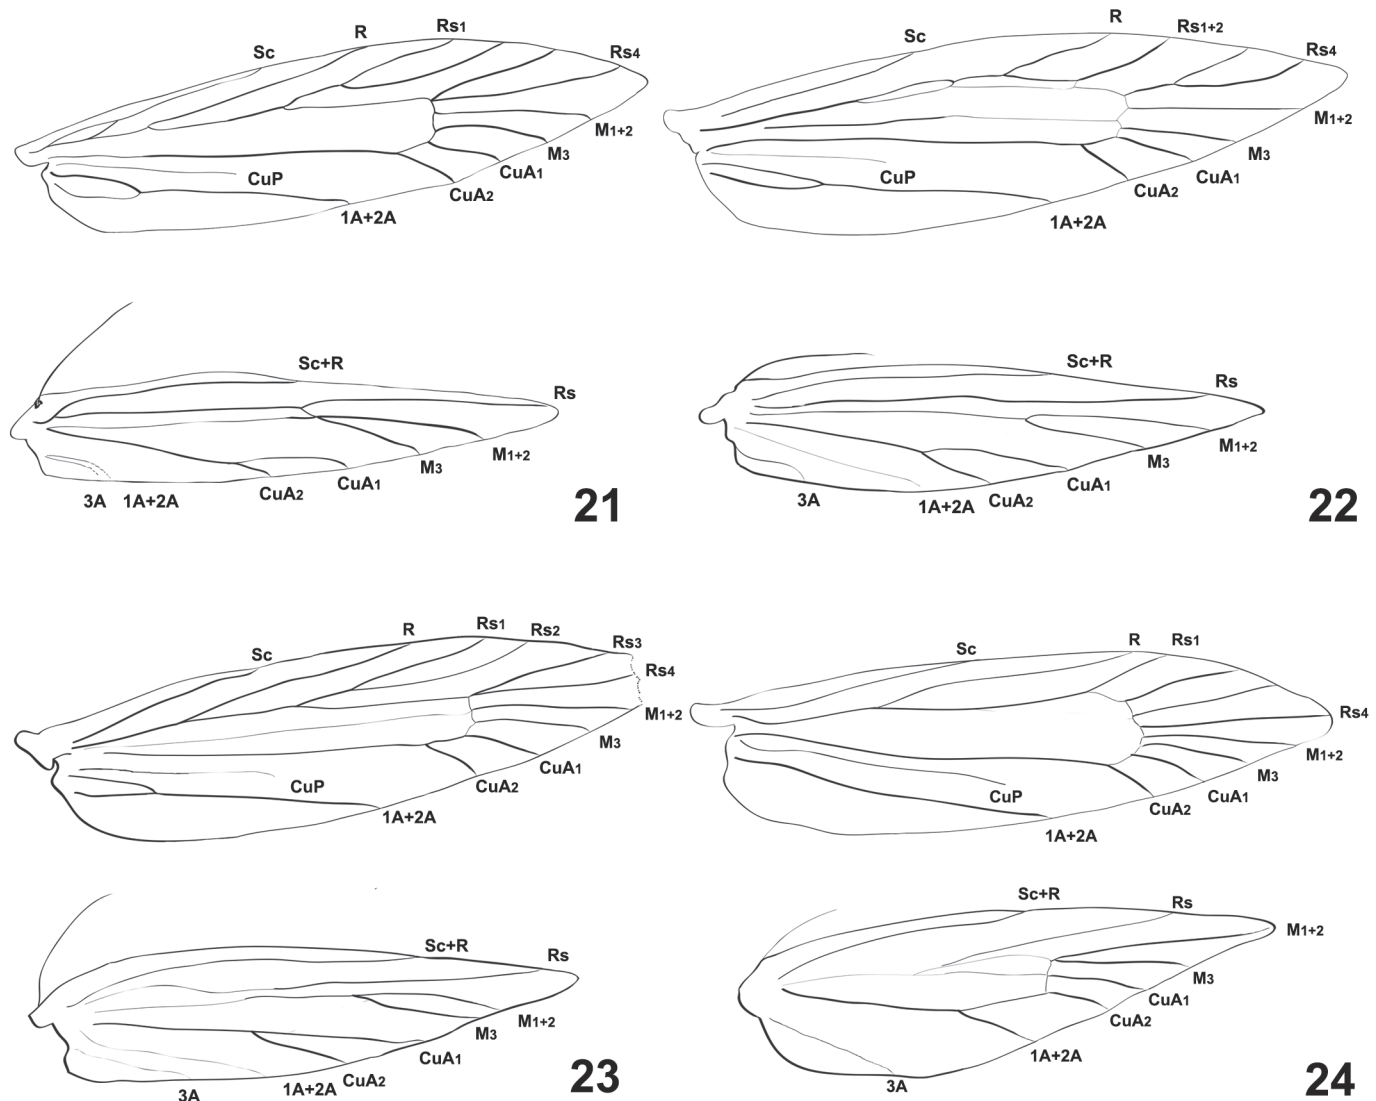 Sc R Rs1 Rs4 M1+2 M3 CuA1 CuA2 1A+2A CuP
Sc+R Rs M1+2 M3 CuA1 CuA2 1A+2A 3A
21
Sc R Rs1+2 Rs4 M1+2 M3 CuA1 CuA2 1A+2A CuP
Sc+R Rs M1+2 M3 CuA1 CuA2 1A+2A 3A
22
Sc R Rs1 Rs2 Rs3 Rs4 M1+2 M3 CuA1 CuA2 1A+2A CuP
Sc+R Rs M1+2 M3 CuA1 CuA2 1A+2A 3A
23
Sc R Rs1 Rs4 M1+2 M3 CuA1 CuA2 1A+2A CuP
Sc+R Rs M1+2 M3 CuA1 CuA2 1A+2A 3A
24